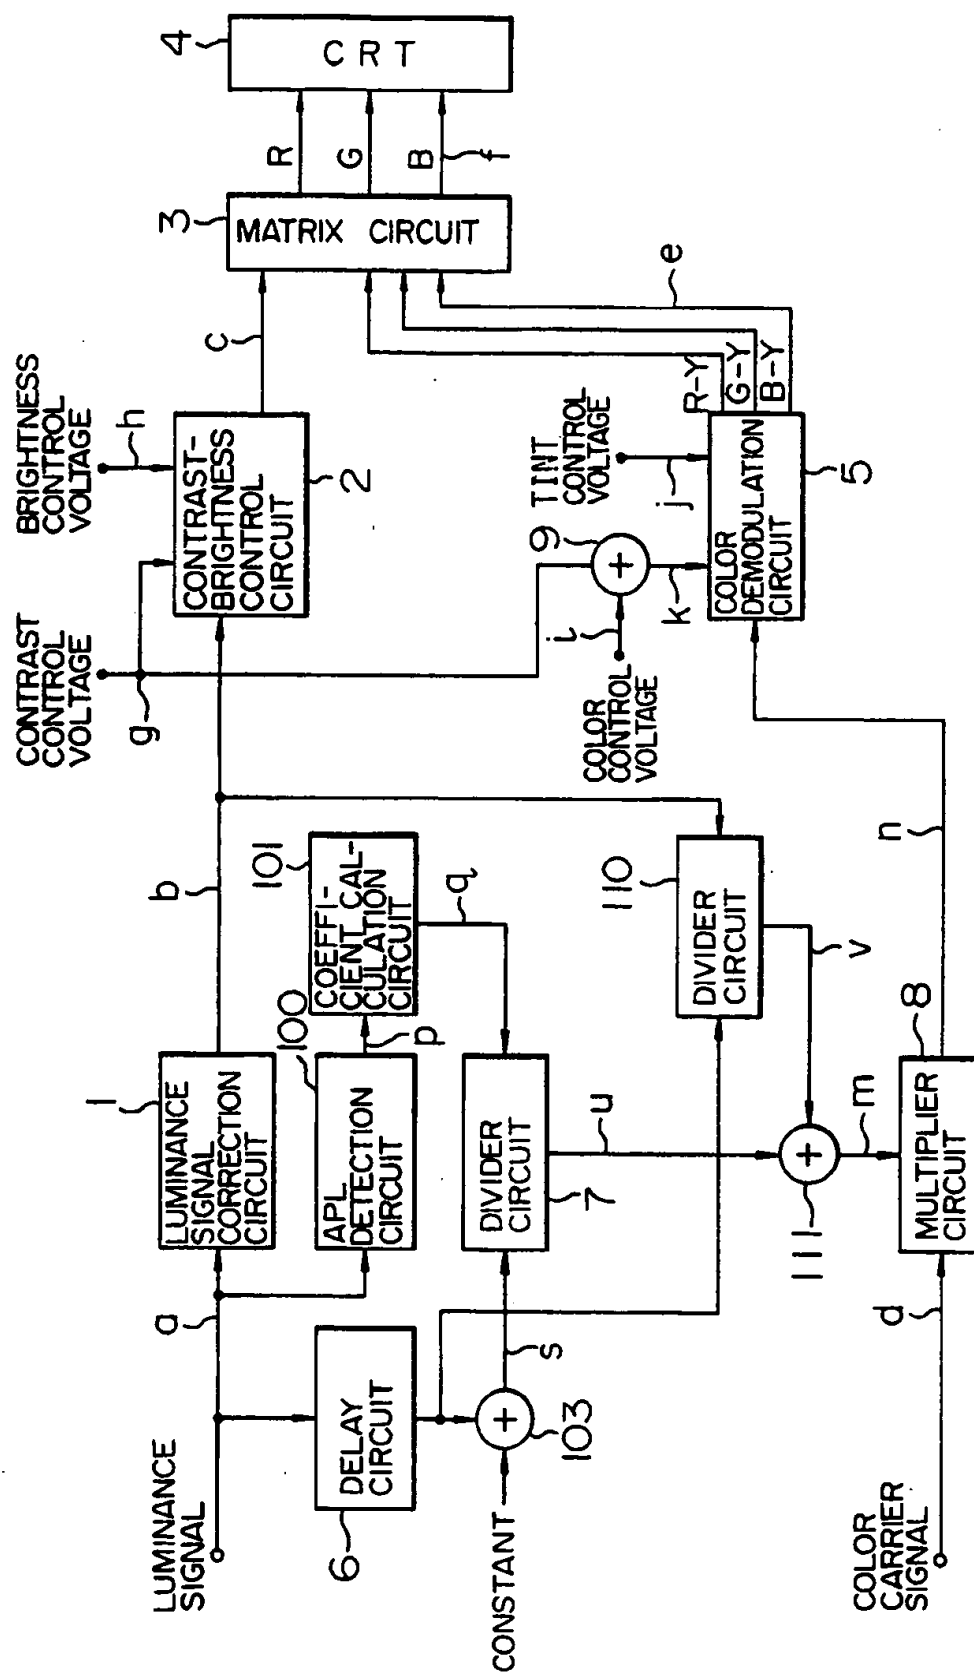 LUMINANCE
SIGNAL
a
1
LUMINANCE
SIGNAL
CORRECTION
CIRCUIT
b
CONTRAST
CONTROL
VOLTAGE
g
BRIGHTNESS
CONTROL
VOLTAGE
h
CONTRAST-
BRIGHTNESS
CONTROL
CIRCUIT
2
c
3
MATRIX CIRCUIT
R
G
B
f
4
CRT
6
DELAY
CIRCUIT
100
APL
DETECTION
CIRCUIT
p
101
COEFFI-
CIENT CAL-
CULATION
CIRCUIT
q
CONSTANT
103
s
DIVIDER
CIRCUIT
7
u
110
DIVIDER
CIRCUIT
v
111
m
COLOR
CONTROL
VOLTAGE
i
9
k
TINT
CONTROL
VOLTAGE
j
COLOR
DEMODULATION
CIRCUIT
5
R-Y
G-Y
B-Y
e
COLOR
CARRIER
SIGNAL
d
8
MULTIPLIER
CIRCUIT
n